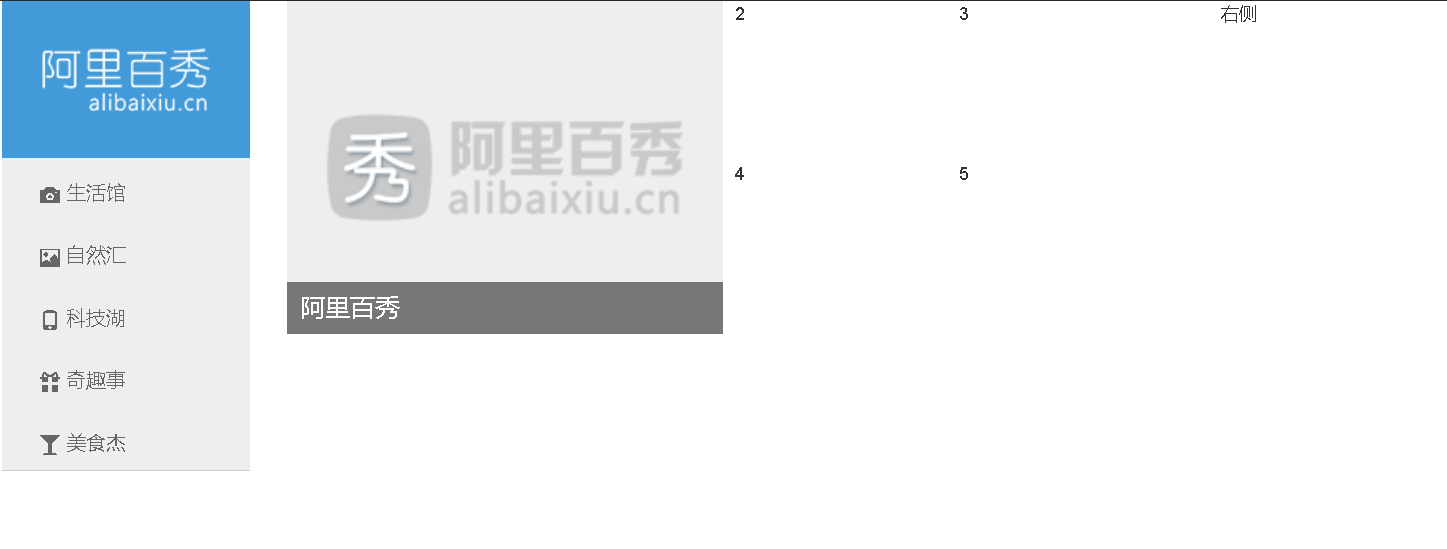 阿里百秀
alibaixiu.cn
生活馆
自然汇
科技湖
奇趣事
美食杰
秀 阿里百秀
alibaixiu.cn
阿里百秀
2
3
4
5
右侧